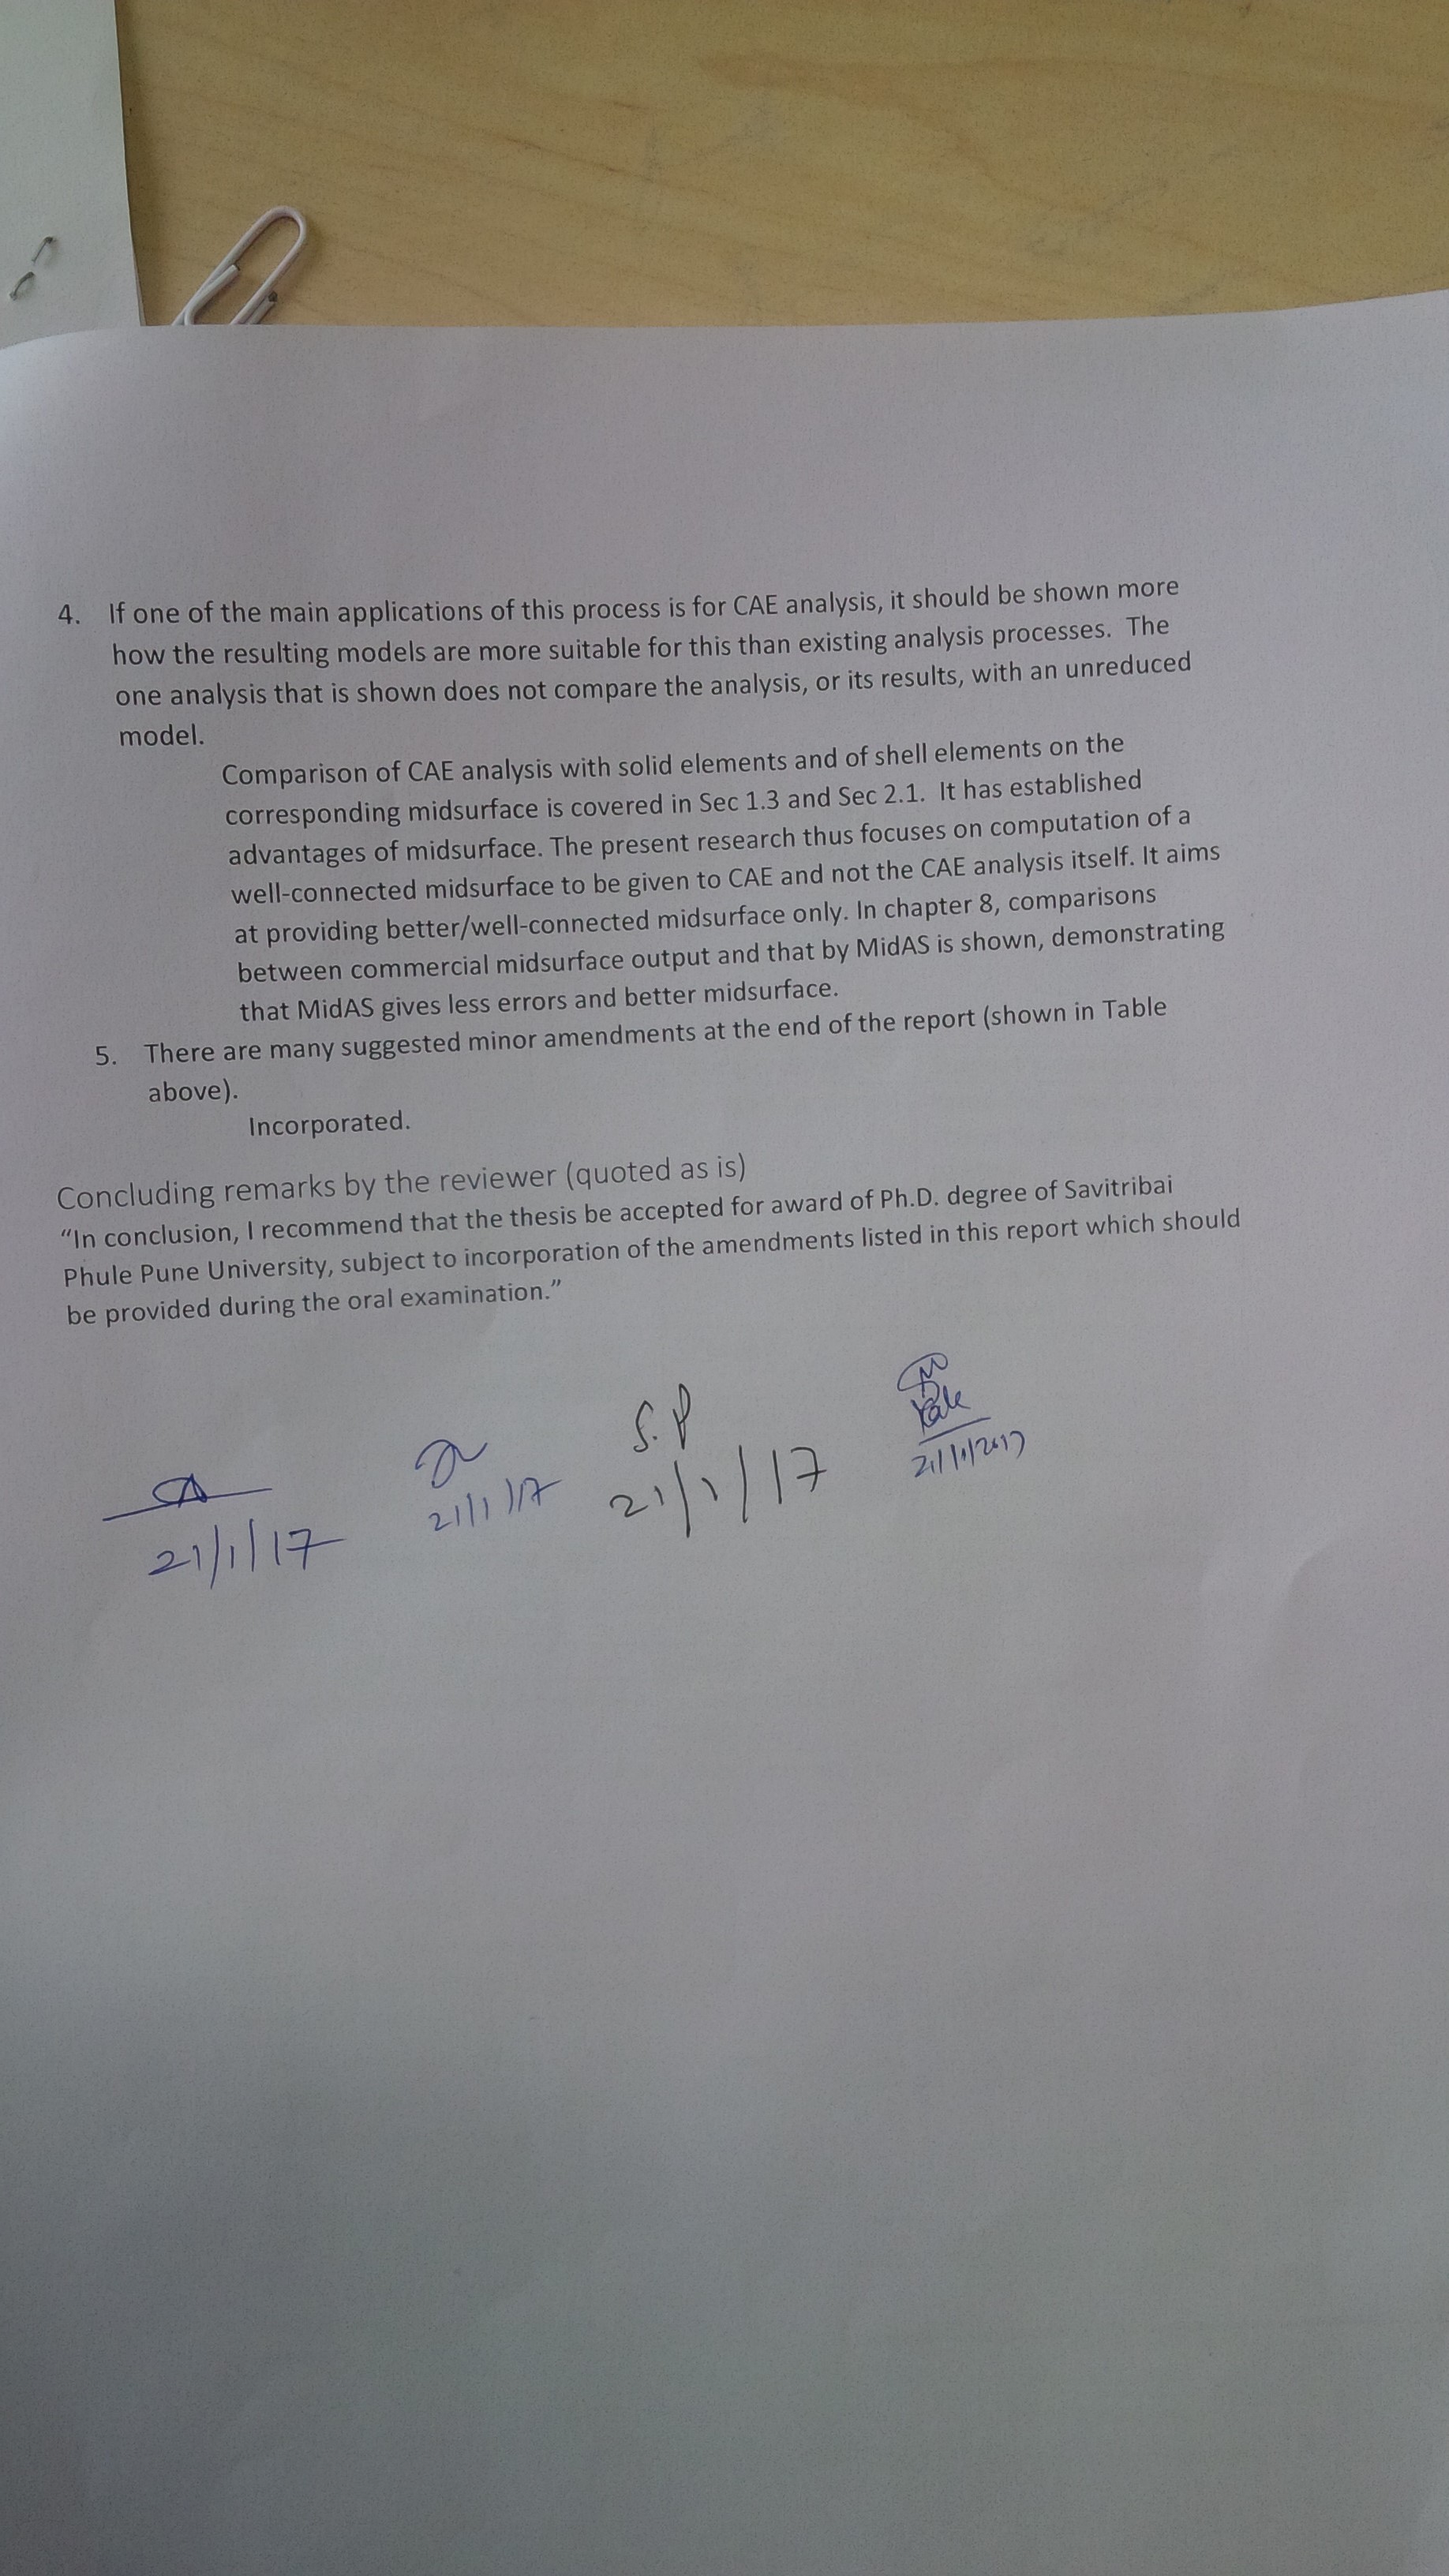 4. If one of the main applications of this process is for CAE analysis, it should be shown more
how the resulting models are more suitable for this than existing analysis processes. The
one analysis that is shown does not compare the analysis, or its results, with an unreduced
model.
Comparison of CAE analysis with solid elements and of shell elements on the
corresponding midsurface is covered in Sec 1.3 and Sec 2.1. It has established
advantages of midsurface. The present research thus focuses on computation of a
well-connected midsurface to be given to CAE and not the CAE analysis itself. It aims
at providing better/well-connected midsurface only. In chapter 8, comparisons
between commercial midsurface output and that by MidAS is shown, demonstrating
that MidAS gives less errors and better midsurface.
5. There are many suggested minor amendments at the end of the report (shown in Table
above).
Incorporated.
Concluding remarks by the reviewer (quoted as is)
“In conclusion, I recommend that the thesis be accepted for award of Ph.D. degree of Savitribai
Phule Pune University, subject to incorporation of the amendments listed in this report which should
be provided during the oral examination.”
S.P
21/1/17
21/1/17
21/1/17
21/1/2017